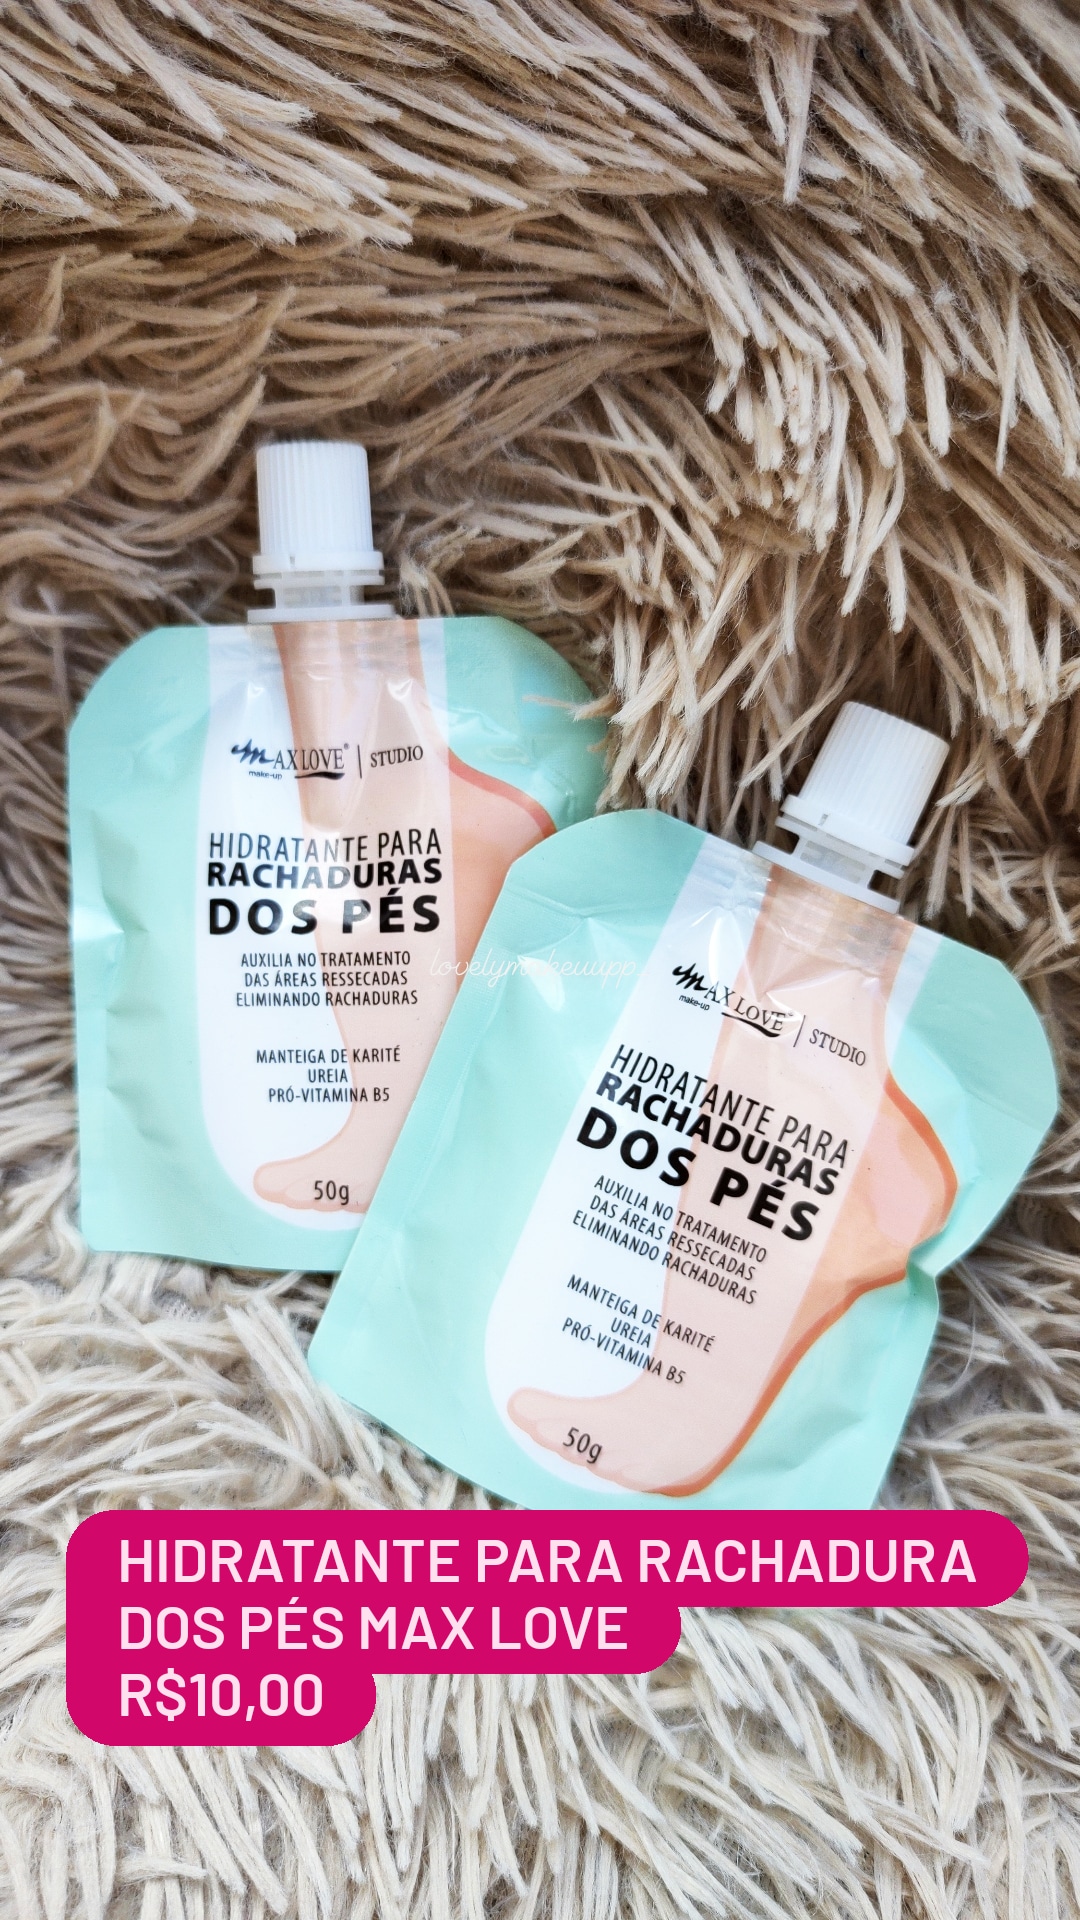 MAX LOVE® | STUDIO
make-up
HIDRATANTE PARA
RACHADURAS
DOS PÉS
AUXILIA NO TRATAMENTO
DAS ÁREAS RESSECADAS
ELIMINANDO RACHADURAS
MANTEIGA DE KARITÉ
UREIA
PRÓ-VITAMINA B5
50g
lovelymakeuupp
MAX LOVE® | STUDIO
make-up
HIDRATANTE PARA
RACHADURAS
DOS PÉS
AUXILIA NO TRATAMENTO
DAS ÁREAS RESSECADAS
ELIMINANDO RACHADURAS
MANTEIGA DE KARITÉ
UREIA
PRÓ-VITAMINA B5
50g
HIDRATANTE PARA RACHADURA
DOS PÉS MAX LOVE
R$10,00